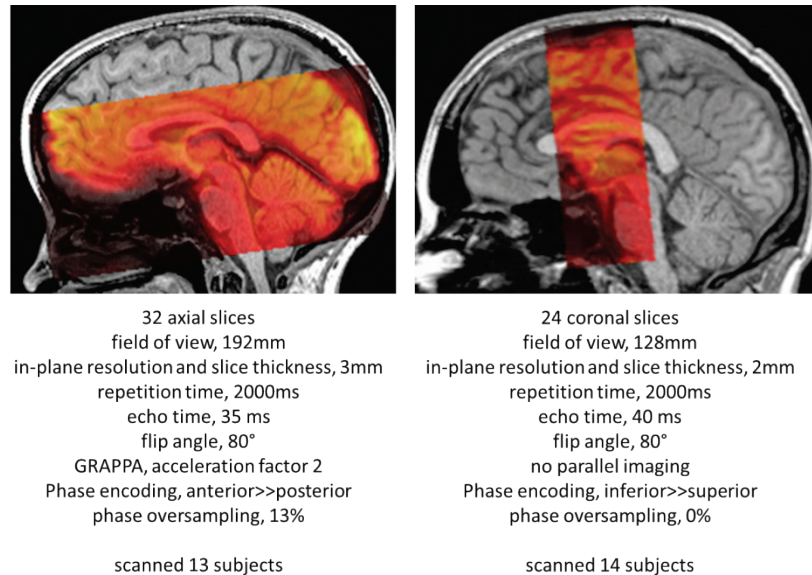 32 axial slices
field of view, 192mm
in-plane resolution and slice thickness, 3mm
repetition time, 2000ms
echo time, 35 ms
flip angle, 80°
GRAPPA, acceleration factor 2
Phase encoding, anterior>>posterior
phase oversampling, 13%
scanned 13 subjects
24 coronal slices
field of view, 128mm
in-plane resolution and slice thickness, 2mm
repetition time, 2000ms
echo time, 40 ms
flip angle, 80°
no parallel imaging
Phase encoding, inferior>>superior
phase oversampling, 0%
scanned 14 subjects